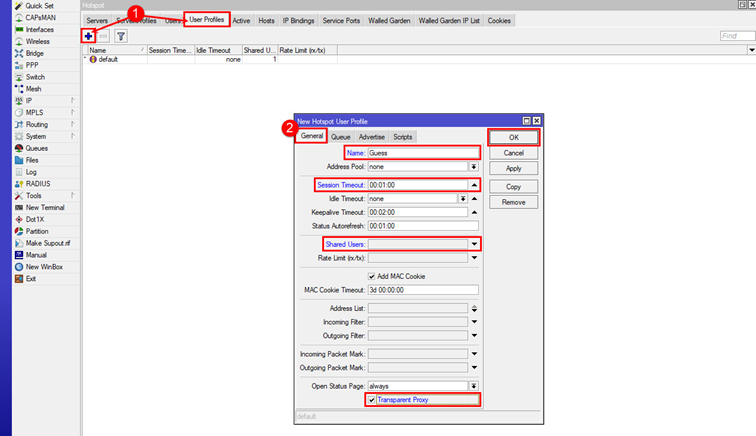 Quick Set
CAPsMAN
Interfaces
Wireless
Bridge
PPP
Switch
Mesh
IP
MPLS
Routing
System
Queues
Files
Log
RADIUS
Tools
New Terminal
Dot1X
Partition
Make Supout.rif
Manual
New WinBox
Exit
Hotspot
1
Servers Server Profiles Users User Profiles Active Hosts IP Bindings Service Ports Walled Garden Walled Garden IP List Cookies
Find
Name / Session Time... Idle Timeout Shared U... Rate Limit (rx/tx)
* default none 1
New Hotspot User Profile
2
General Queue Advertise Scripts
OK
Cancel
Apply
Copy
Remove
Name: Guess
Address Pool: none
Session Timeout: 00:01:00
Idle Timeout: none
Keepalive Timeout: 00:02:00
Status Autorefresh: 00:01:00
Shared Users:
Rate Limit (rx/tx):
Add MAC Cookie
MAC Cookie Timeout: 3d 00:00:00
Address List:
Incoming Filter:
Outgoing Filter:
Incoming Packet Mark:
Outgoing Packet Mark:
Open Status Page: always
Transparent Proxy
default